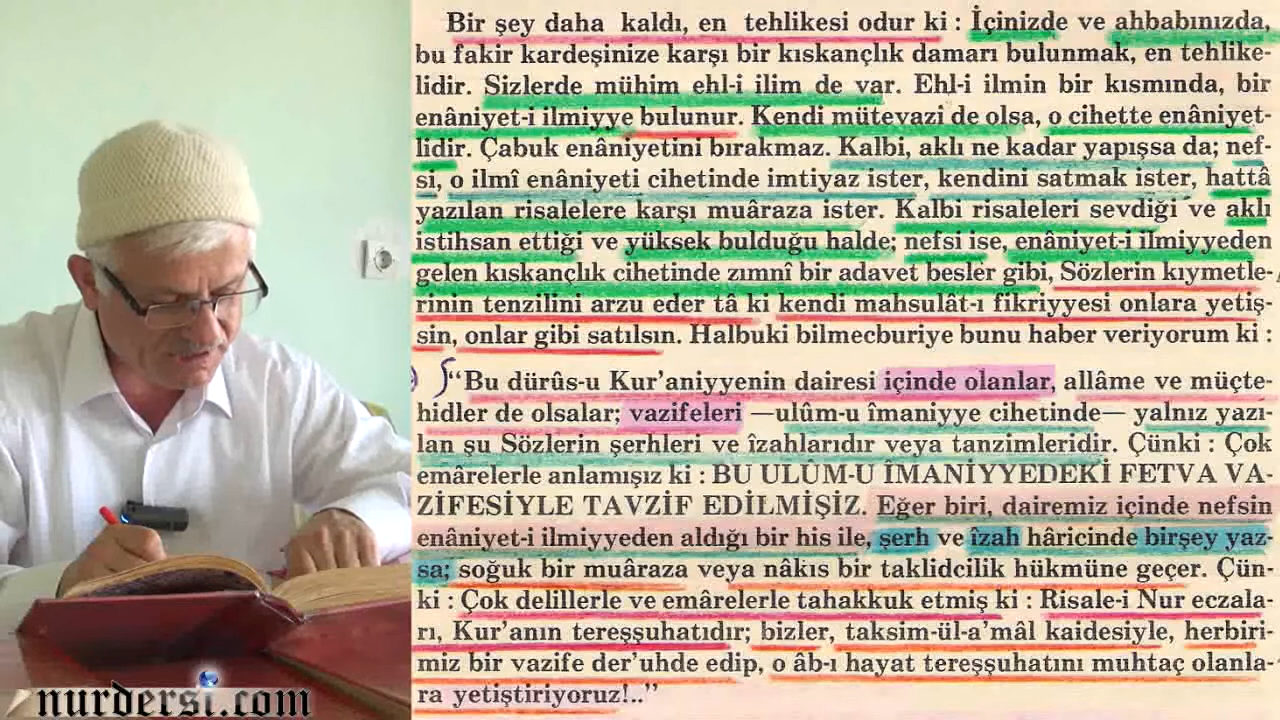 Bir şey daha kaldı, en tehlikesi odur ki : İçinizde ve ahbabınızda,
bu fakir kardeşinize karşı bir kıskançlık damarı bulunmak, en tehlike-
lidir. Sizlerde mühim ehl-i ilim de var. Ehl-i ilmin bir kısmında, bir
enâniyet-i ilmiyye bulunur. Kendi mütevazi de olsa, o cihette enâniyet-
lidir. Çabuk enâniyetini bırakmaz. Kalbi, aklı ne kadar yapışsa da; nef-
si, o ilmî enâniyeti cihetinde imtiyaz ister, kendini satmak ister, hattâ
yazılan risalelere karşı muâraza ister. Kalbi risaleleri sevdiği ve aklı
istihsan ettiği ve yüksek bulduğu halde; nefsi ise, enâniyet-i ilmiyyeden
gelen kıskançlık cihetinde zımnî bir adavet besler gibi, Sözlerin kıymetle-
rinin tenzilini arzu eder tâ ki kendi mahsulât-ı fikriyyesi onlara yetiş-
sin, onlar gibi satılsın. Halbuki bilmecburiye bunu haber veriyorum ki :
“Bu dürûs-u Kur’aniyyenin dairesi içinde olanlar, allâme ve müçte-
hidler de olsalar; vazifeleri —ulûm-u îmaniyye cihetinde— yalnız yazı-
lan şu Sözlerin şerhleri ve îzahlarıdır veya tanzimleridir. Çünki : Çok
emârelerle anlamışız ki : BU ULÛM-U ÎMANİYYEDEKİ FETVA VA-
ZİFESİYLE TAVZİF EDİLMİŞİZ. Eğer biri, dairemiz içinde nefsin
enâniyet-i ilmiyyeden aldığı bir his ile, şerh ve îzah hâricinde birşey yaz-
sa; soğuk bir muâraza veya nâkıs bir taklidcilik hükmüne geçer. Çün-
ki : Çok delillerle ve emârelerle tahakkuk etmiş ki : Risale-i Nur eczala-
rı, Kur’anın tereşşuhatıdır; bizler, taksim-ül-a’mâl kaidesiyle, herbiri-
miz bir vazife der’uhde edip, o âb-ı hayat tereşşuhatını muhtaç olanla-
ra yetiştiriyoruz!..”
nurdersi.com